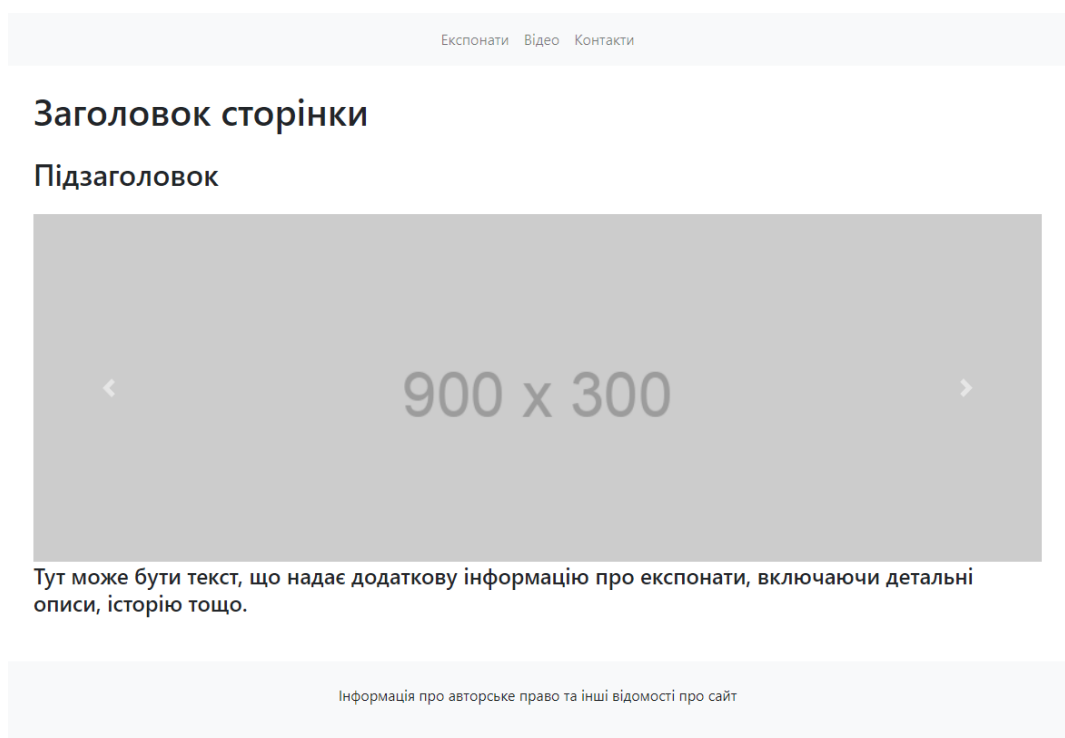 Експонати Відео Контакти
Заголовок сторінки
Підзаголовок
900 x 300
Тут може бути текст, що надає додаткову інформацію про експонати, включаючи детальні
описи, історію тощо.
Інформація про авторське право та інші відомості про сайт